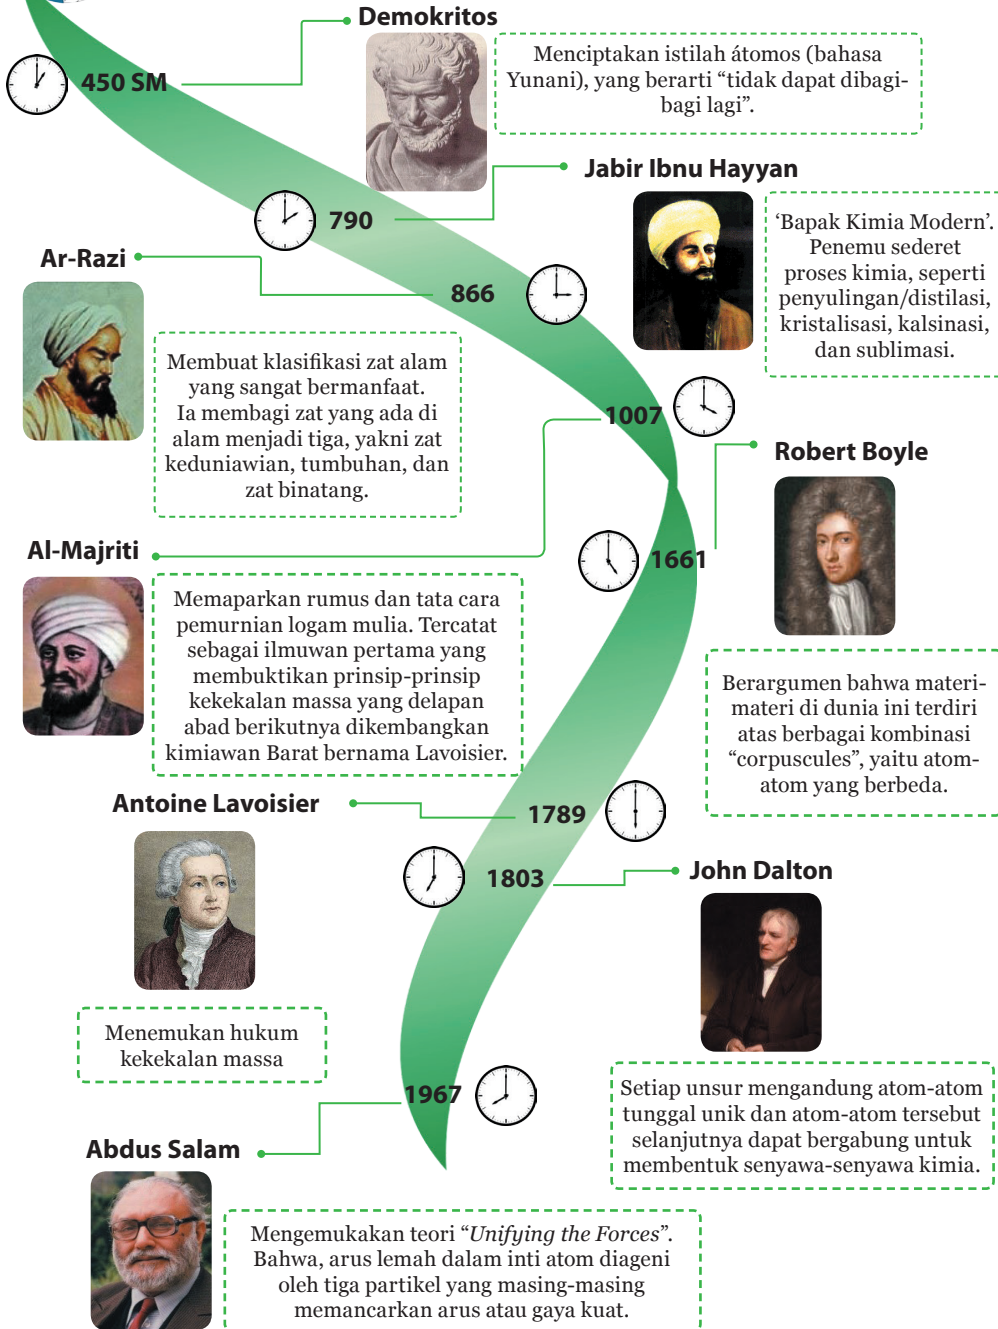 Demokritos
450 SM
Menciptakan istilah átomos (bahasa
Yunani), yang berarti “tidak dapat dibagi-
bagi lagi”.
Jabir Ibnu Hayyan
790
‘Bapak Kimia Modern’.
Penemu sederet
proses kimia, seperti
penyulingan/distilasi,
kristalisasi, kalsinasi,
dan sublimasi.
Ar-Razi
866
Membuat klasifikasi zat alam
yang sangat bermanfaat.
Ia membagi zat yang ada di
alam menjadi tiga, yakni zat
keduniawian, tumbuhan, dan
zat binatang.
1007
Al-Majriti
Memaparkan rumus dan tata cara
pemurnian logam mulia. Tercatat
sebagai ilmuwan pertama yang
membuktikan prinsip-prinsip
kekekalan massa yang delapan
abad berikutnya dikembangkan
kimiawan Barat bernama Lavoisier.
Robert Boyle
1661
Berargumen bahwa materi-
materi di dunia ini terdiri
atas berbagai kombinasi
“corpuscules”, yaitu atom-
atom yang berbeda.
Antoine Lavoisier
1789
Menemukan hukum
kekekalan massa
1803
John Dalton
Setiap unsur mengandung atom-atom
tunggal unik dan atom-atom tersebut
selanjutnya dapat bergabung untuk
membentuk senyawa-senyawa kimia.
1967
Abdus Salam
Mengemukakan teori “Unifying the Forces”.
Bahwa, arus lemah dalam inti atom diageni
oleh tiga partikel yang masing-masing
memancarkan arus atau gaya kuat.